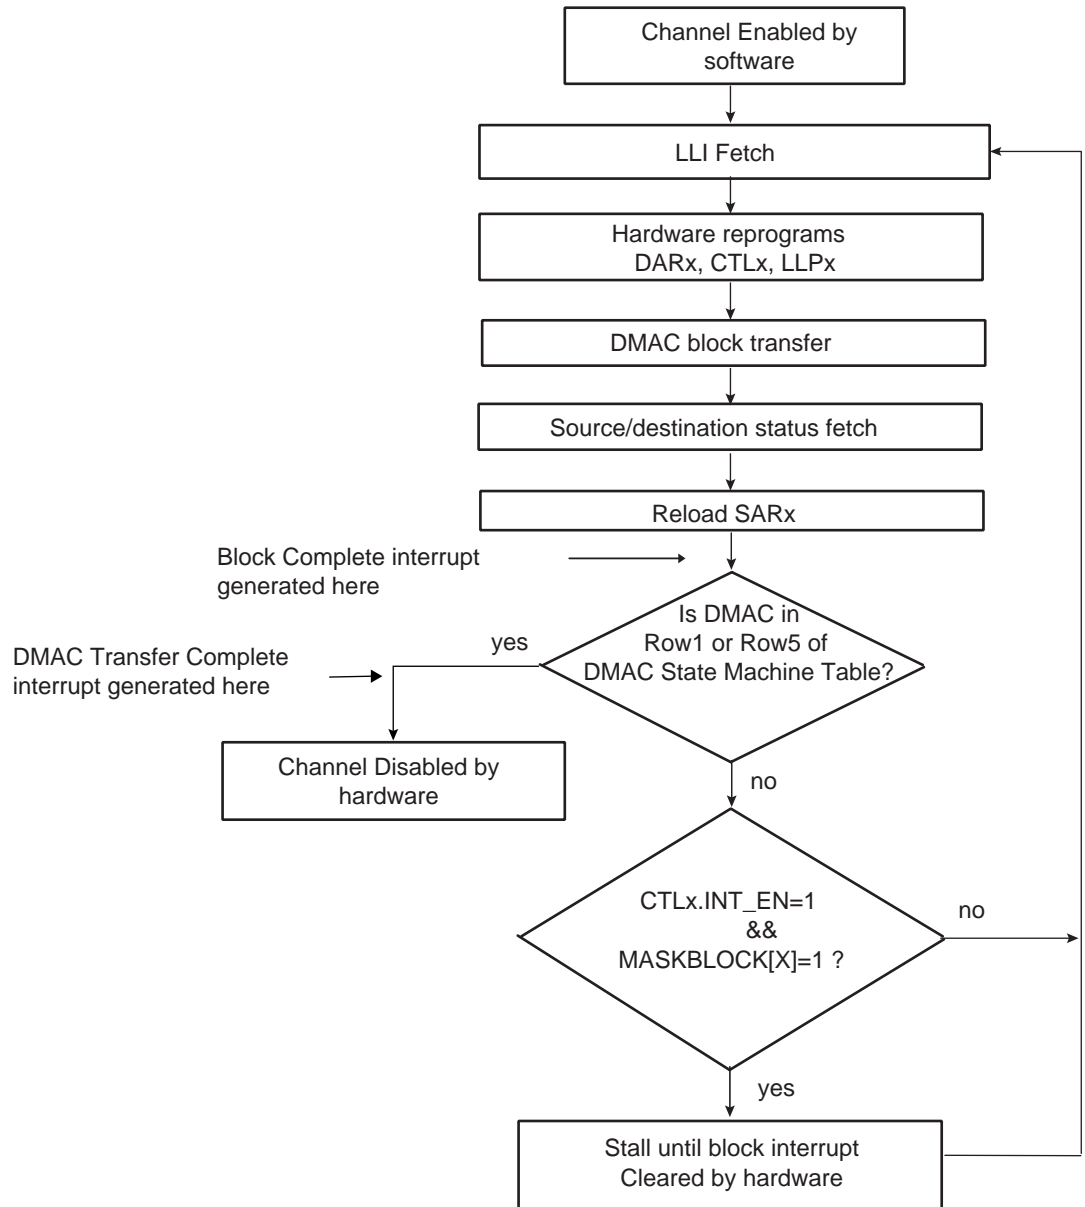 Channel Enabled by
software
LLI Fetch
Hardware reprograms
DARx, CTLx, LLPx
DMAC block transfer
Source/destination status fetch
Reload SARx
Block Complete interrupt
generated here
Is DMAC in
Row1 or Row5 of
DMAC State Machine Table?
yes
DMAC Transfer Complete
interrupt generated here
Channel Disabled by
hardware
no
CTLx.INT_EN=1
&&
MASKBLOCK[X]=1 ?
no
yes
Stall until block interrupt
Cleared by hardware